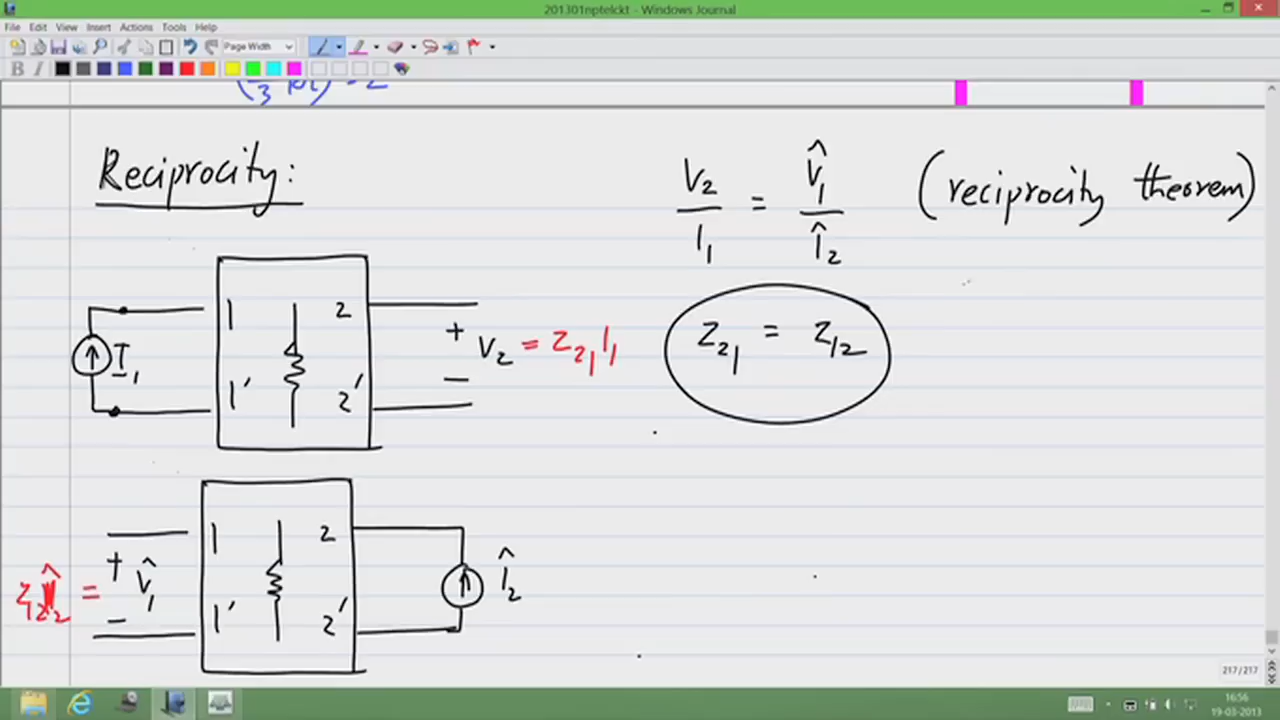 201301nptelckt - Windows Journal
File Edit View Insert Actions Tools Help
Page Width
B I
Reciprocity:
V2 / I1 = V̂1 / Î2 (reciprocity theorem)
Z21 = Z12
I1 1 1' 2 2' + V2 = Z21 I1 −
+ V̂1 − 1 1' 2 2' Î2
217 / 217
16:56
19-03-2013